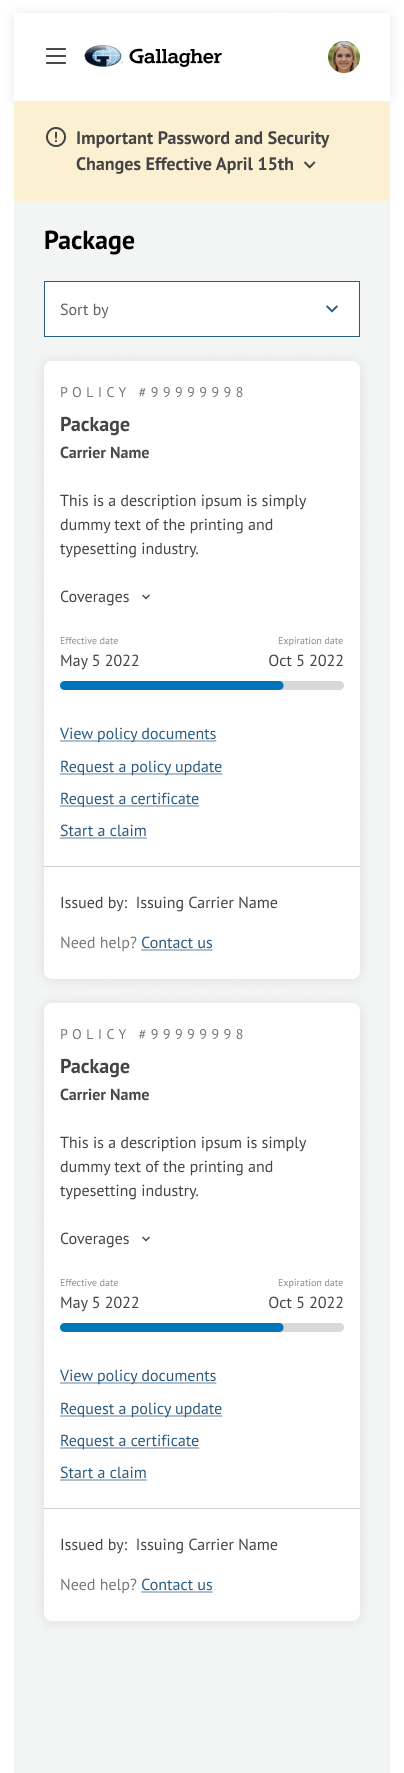 Gallagher
Important Password and Security
Changes Effective April 15th
Package
Sort by
POLICY #99999998
Package
Carrier Name
This is a description ipsum is simply
dummy text of the printing and
typesetting industry.
Coverages
Effective date Expiration date
May 5 2022 Oct 5 2022
View policy documents
Request a policy update
Request a certificate
Start a claim
Issued by: Issuing Carrier Name
Need help? Contact us
POLICY #99999998
Package
Carrier Name
This is a description ipsum is simply
dummy text of the printing and
typesetting industry.
Coverages
Effective date Expiration date
May 5 2022 Oct 5 2022
View policy documents
Request a policy update
Request a certificate
Start a claim
Issued by: Issuing Carrier Name
Need help? Contact us